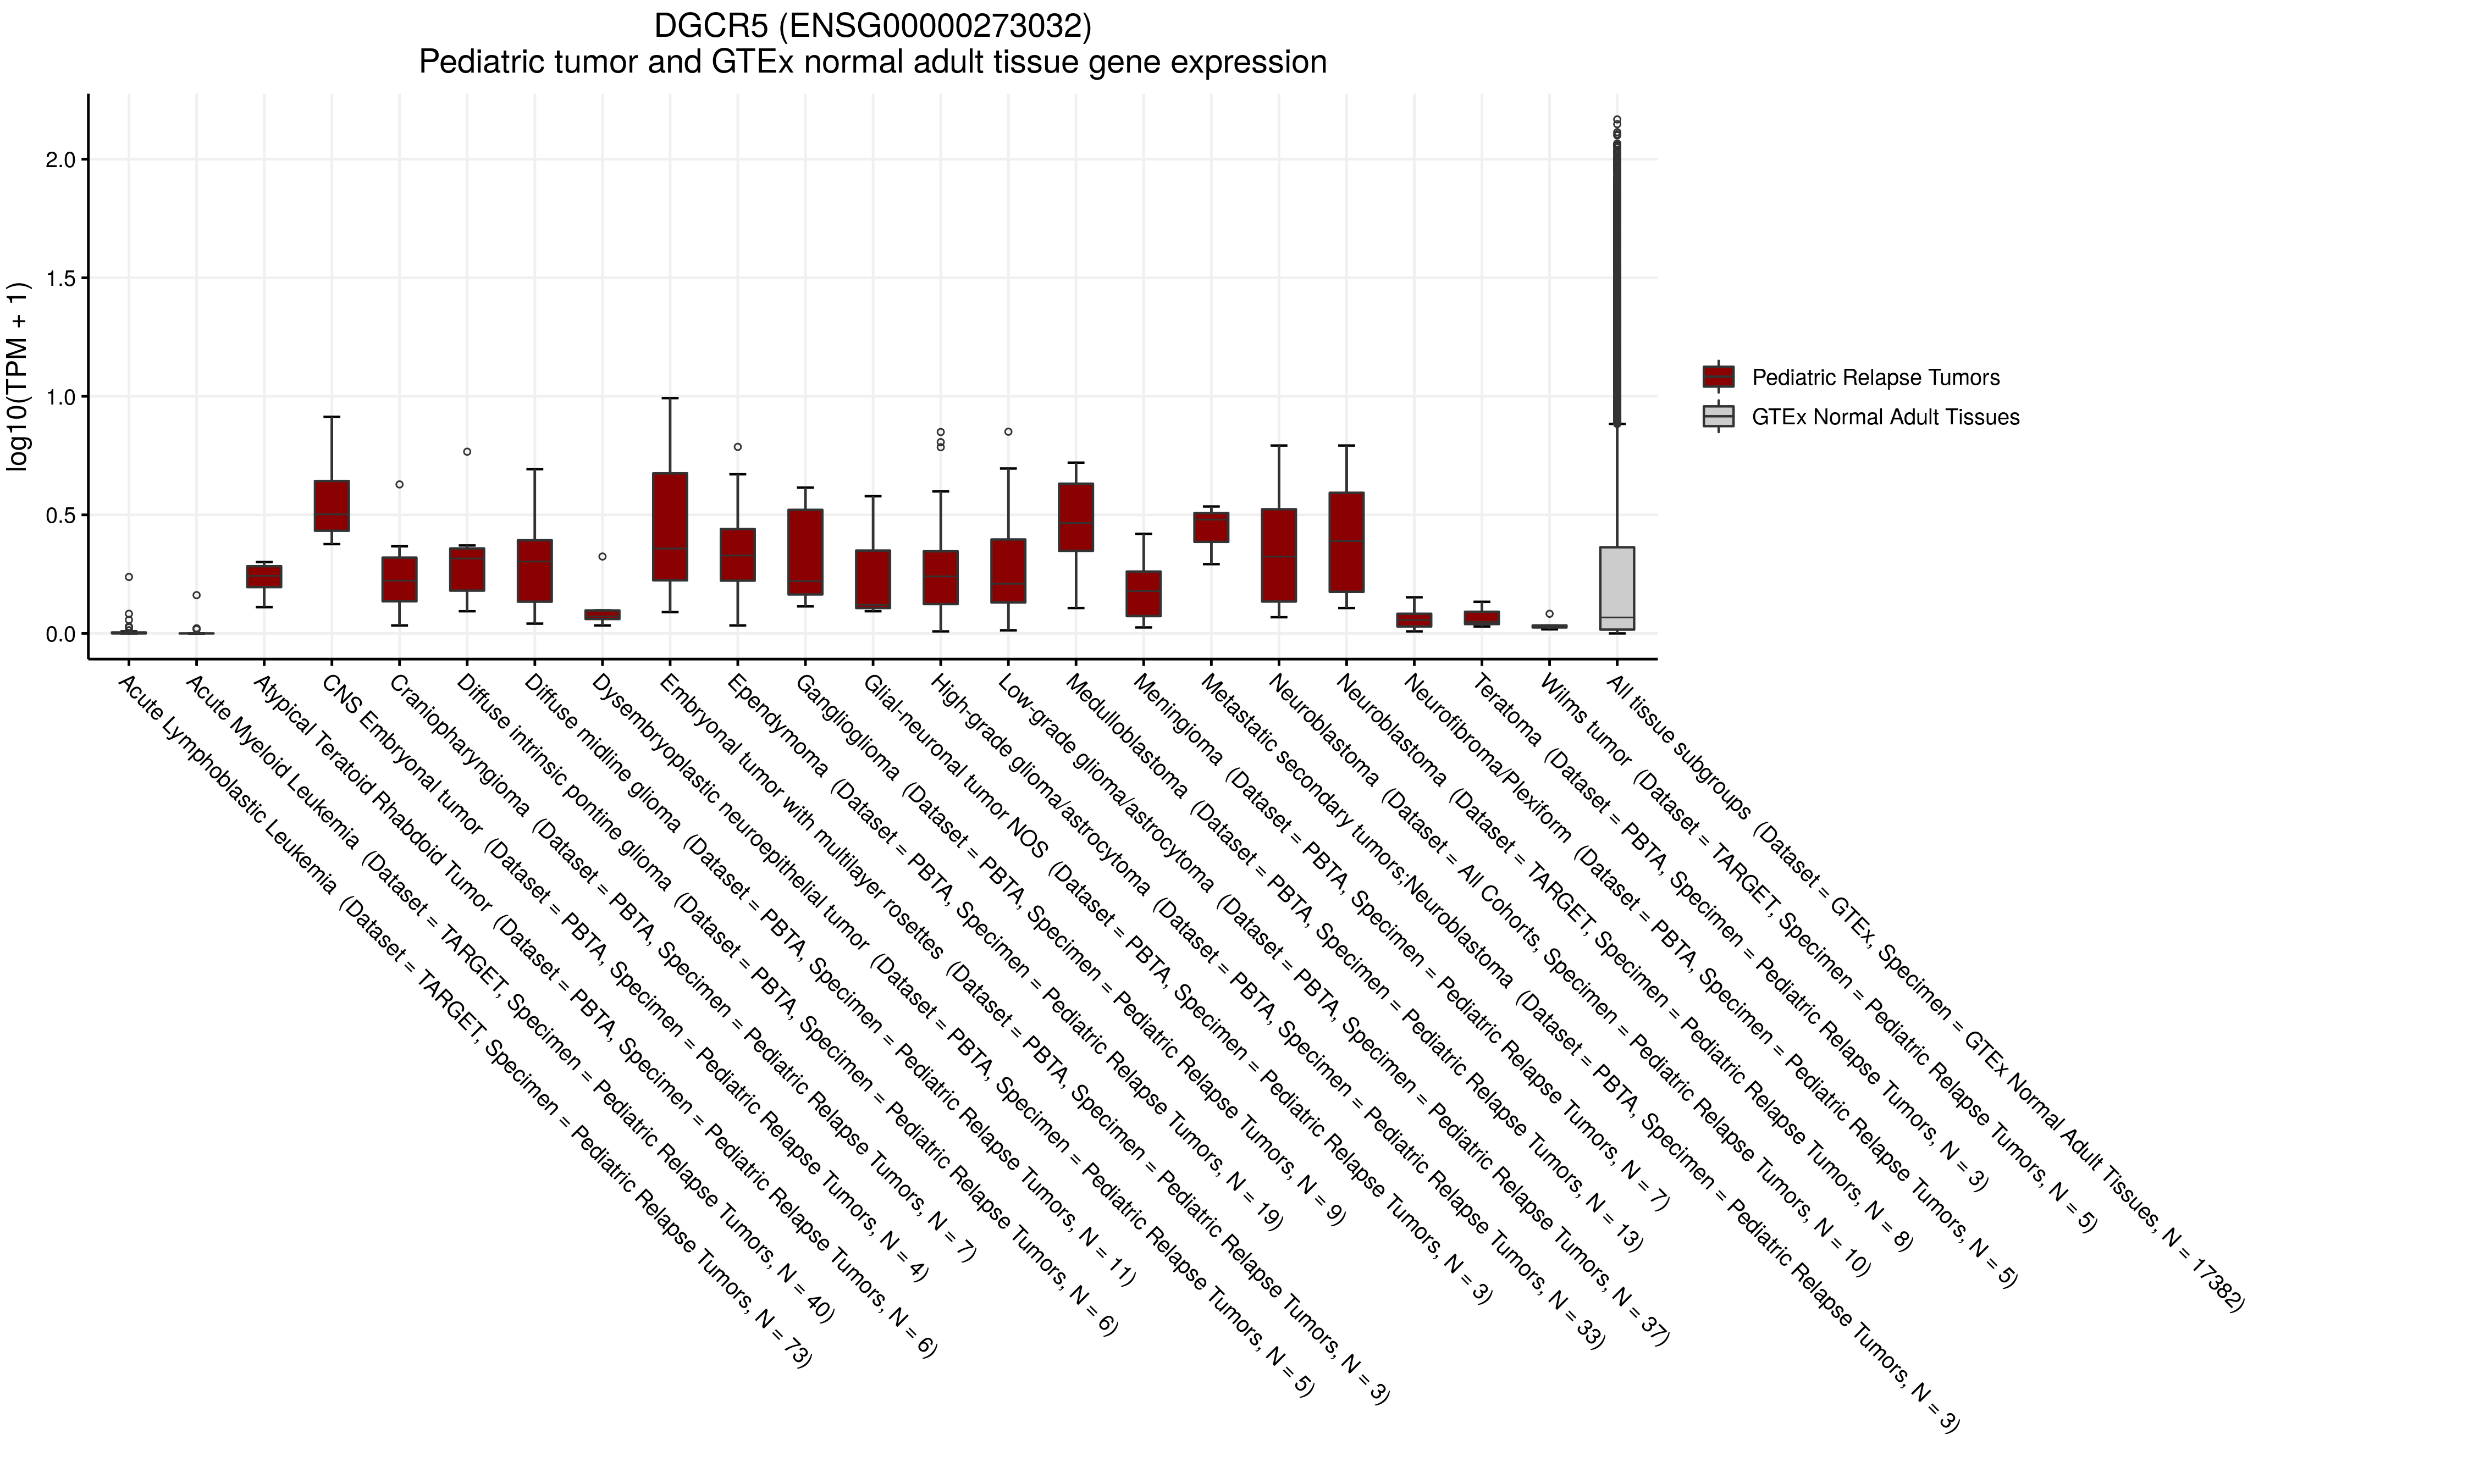 DGCR5 (ENSG00000273032)
Pediatric tumor and GTEx normal adult tissue gene expression
log10(TPM + 1)
2.0
1.5
1.0
0.5
0.0
Pediatric Relapse Tumors
GTEx Normal Adult Tissues
Acute Lymphoblastic Leukemia (Dataset = TARGET, Specimen = Pediatric Relapse Tumors, N = 73)
Acute Myeloid Leukemia (Dataset = TARGET, Specimen = Pediatric Relapse Tumors, N = 40)
Atypical Teratoid Rhabdoid Tumor (Dataset = PBTA, Specimen = Pediatric Relapse Tumors, N = 6)
CNS Embryonal tumor (Dataset = PBTA, Specimen = Pediatric Relapse Tumors, N = 4)
Craniopharyngioma (Dataset = PBTA, Specimen = Pediatric Relapse Tumors, N = 7)
Diffuse intrinsic pontine glioma (Dataset = PBTA, Specimen = Pediatric Relapse Tumors, N = 6)
Diffuse midline glioma (Dataset = PBTA, Specimen = Pediatric Relapse Tumors, N = 11)
Dysembryoplastic neuroepithelial tumor (Dataset = PBTA, Specimen = Pediatric Relapse Tumors, N = 5)
Embryonal tumor with multilayer rosettes (Dataset = PBTA, Specimen = Pediatric Relapse Tumors, N = 3)
Ependymoma (Dataset = PBTA, Specimen = Pediatric Relapse Tumors, N = 19)
Ganglioglioma (Dataset = PBTA, Specimen = Pediatric Relapse Tumors, N = 9)
Glial-neuronal tumor NOS (Dataset = PBTA, Specimen = Pediatric Relapse Tumors, N = 3)
High-grade glioma/astrocytoma (Dataset = PBTA, Specimen = Pediatric Relapse Tumors, N = 33)
Low-grade glioma/astrocytoma (Dataset = PBTA, Specimen = Pediatric Relapse Tumors, N = 37)
Medulloblastoma (Dataset = PBTA, Specimen = Pediatric Relapse Tumors, N = 13)
Meningioma (Dataset = PBTA, Specimen = Pediatric Relapse Tumors, N = 7)
Metastatic secondary tumors;Neuroblastoma (Dataset = PBTA, Specimen = Pediatric Relapse Tumors, N = 3)
Neuroblastoma (Dataset = All Cohorts, Specimen = Pediatric Relapse Tumors, N = 10)
Neuroblastoma (Dataset = TARGET, Specimen = Pediatric Relapse Tumors, N = 8)
Neurofibroma/Plexiform (Dataset = PBTA, Specimen = Pediatric Relapse Tumors, N = 5)
Teratoma (Dataset = PBTA, Specimen = Pediatric Relapse Tumors, N = 3)
Wilms tumor (Dataset = TARGET, Specimen = Pediatric Relapse Tumors, N = 5)
All tissue subgroups (Dataset = GTEx, Specimen = GTEx Normal Adult Tissues, N = 17382)